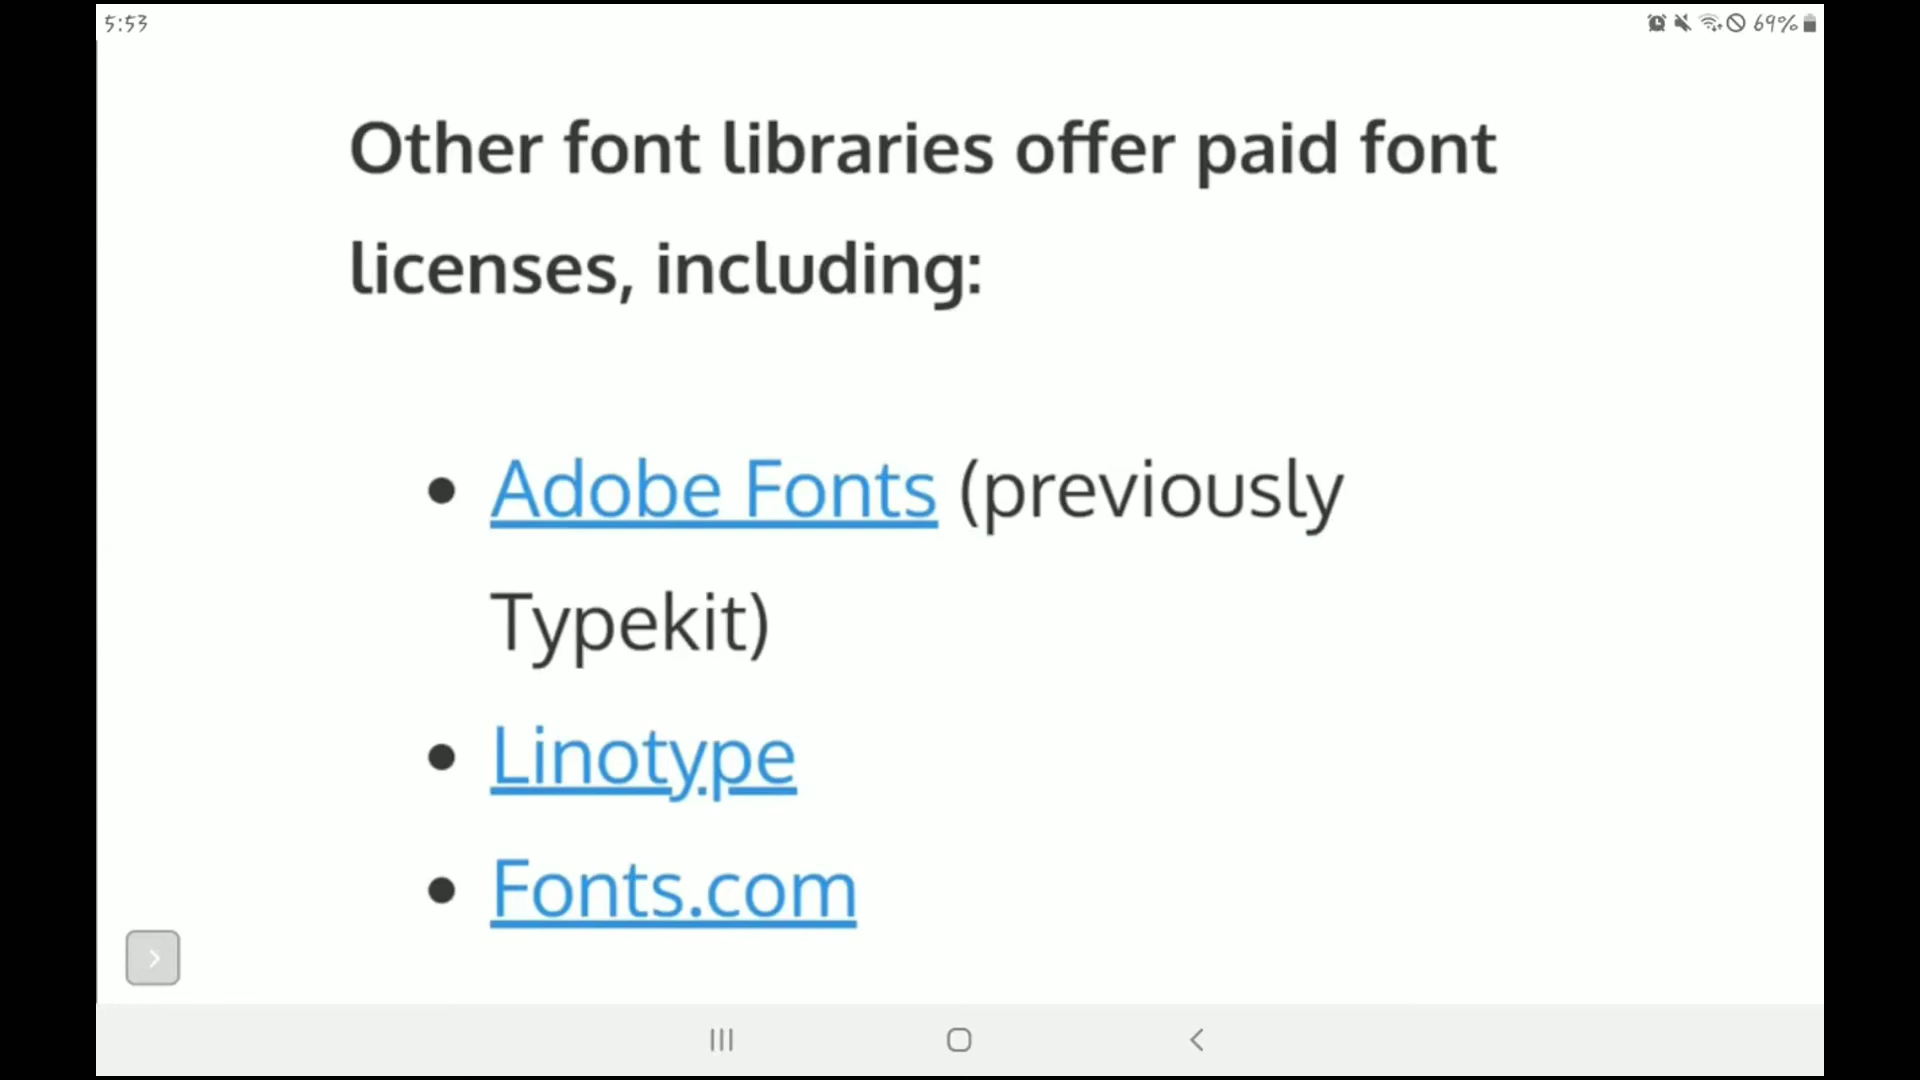 5:53
69%
Other font libraries offer paid font
licenses, including:
• Adobe Fonts (previously
Typekit)
• Linotype
• Fonts.com